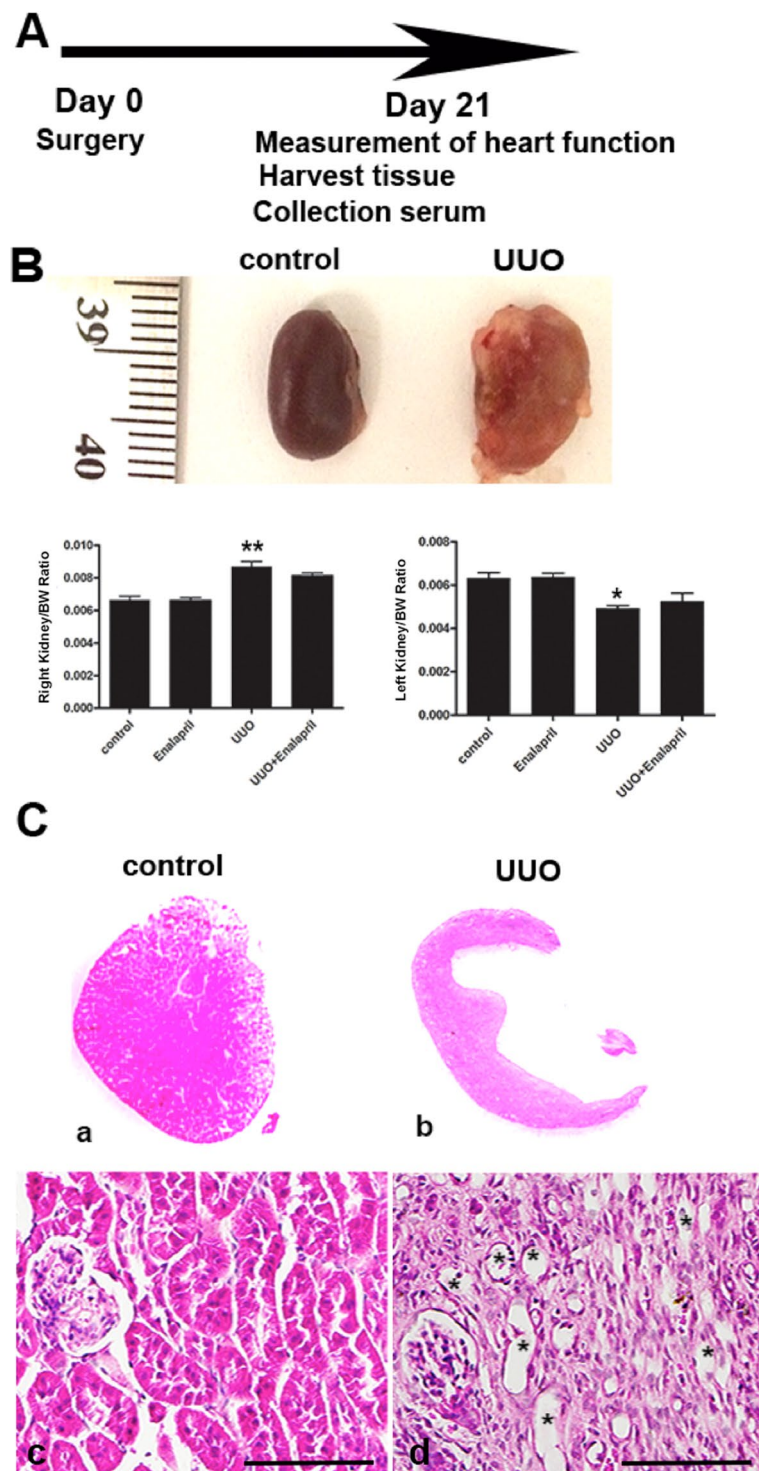 A
Day 0
Surgery
Day 21
Measurement of heart function
Harvest tissue
Collection serum
B
control
UUO
39
40
Right Kidney/BW Ratio
0.010
0.008
0.006
0.004
0.002
0.000
**
control
Enalapril
UUO
UUO+Enalapril
Left Kidney/BW Ratio
0.008
0.006
0.004
0.002
0.000
*
control
Enalapril
UUO
UUO+Enalapril
C
control
UUO
a
b
c
d
* * * * * * *